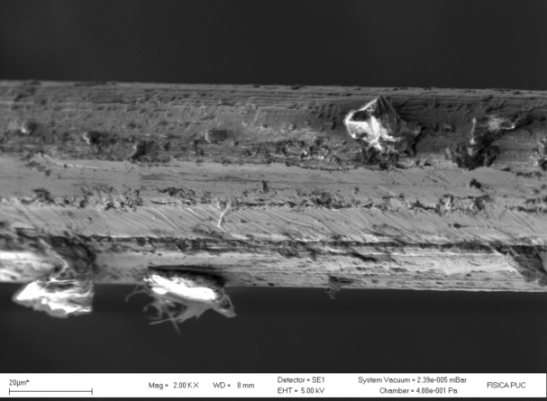 20µm*
Mag = 2.00 K X   WD = 8 mm   Detector = SE1   System Vacuum = 2.39e-005 mBar   FISICA PUC
EHT = 5.00 kV   Chamber = 4.88e-001 Pa